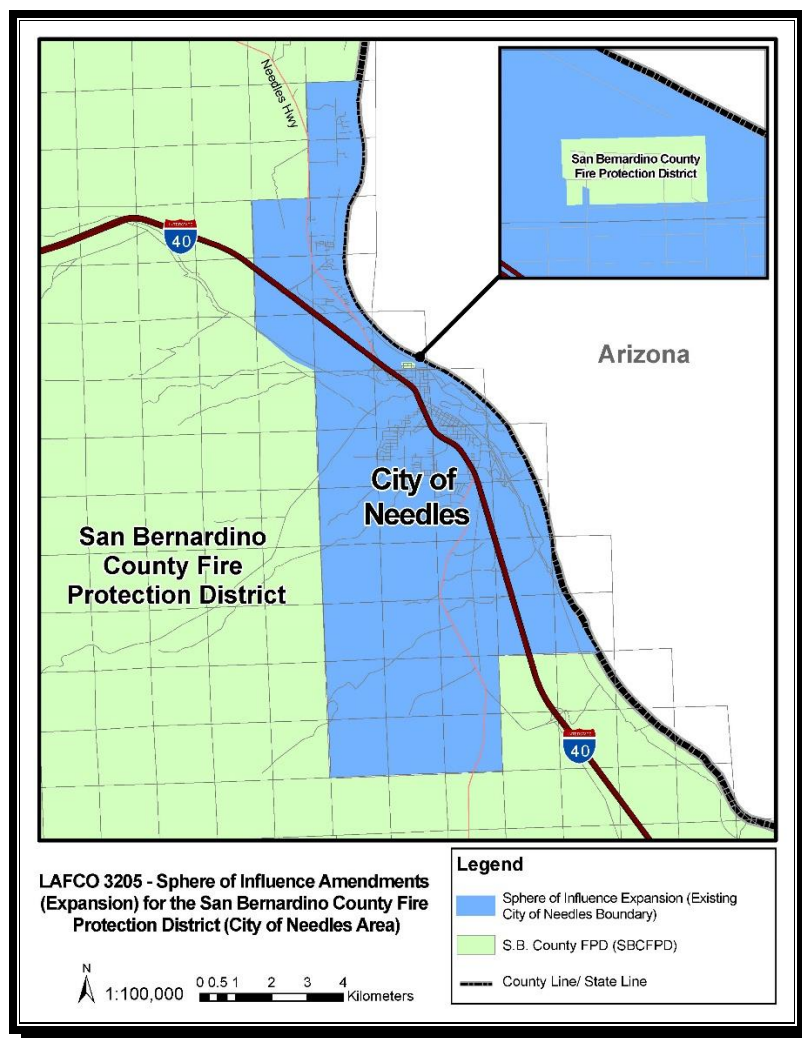 Needles Hwy
San Bernardino County
Fire Protection District
40
Arizona
City of
Needles
San Bernardino
County Fire
Protection District
40
LAFCO 3205 - Sphere of Influence Amendments
(Expansion) for the San Bernardino County Fire
Protection District (City of Needles Area)
N
1:100,000
0 0.5 1 2 3 4
Kilometers
Legend
Sphere of Influence Expansion (Existing
City of Needles Boundary)
S.B. County FPD (SBCFPD)
County Line/ State Line